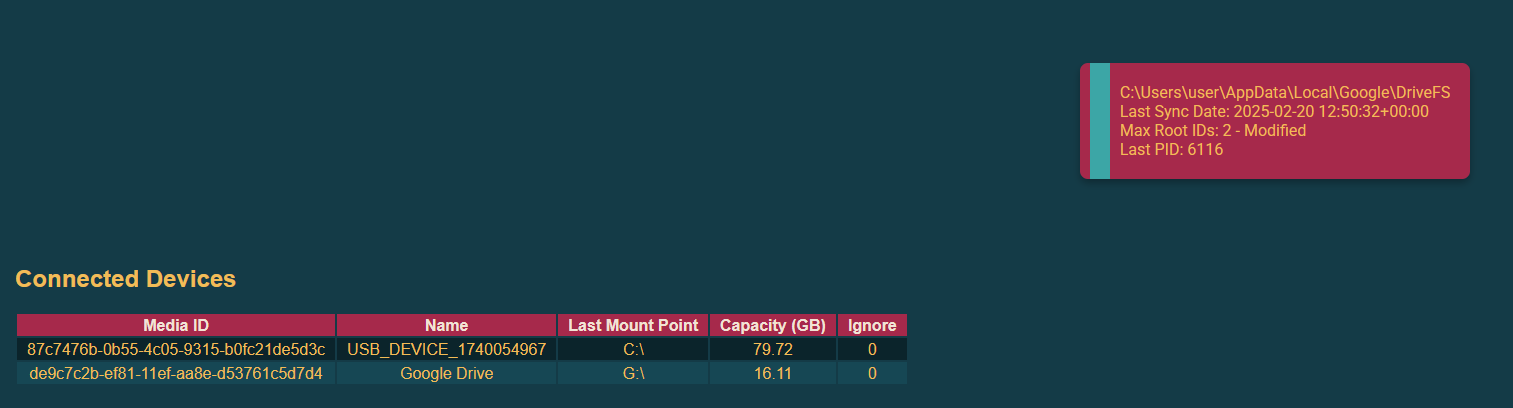 C:\Users\user\AppData\Local\Google\DriveFS
Last Sync Date: 2025-02-20 12:50:32+00:00
Max Root IDs: 2 - Modified
Last PID: 6116
Connected Devices
Media ID Name Last Mount Point Capacity (GB) Ignore
87c7476b-0b55-4c05-9315-b0fc21de5d3c USB_DEVICE_1740054967 C:\ 79.72 0
de9c7c2b-ef81-11ef-aa8e-d53761c5d7d4 Google Drive G:\ 16.11 0